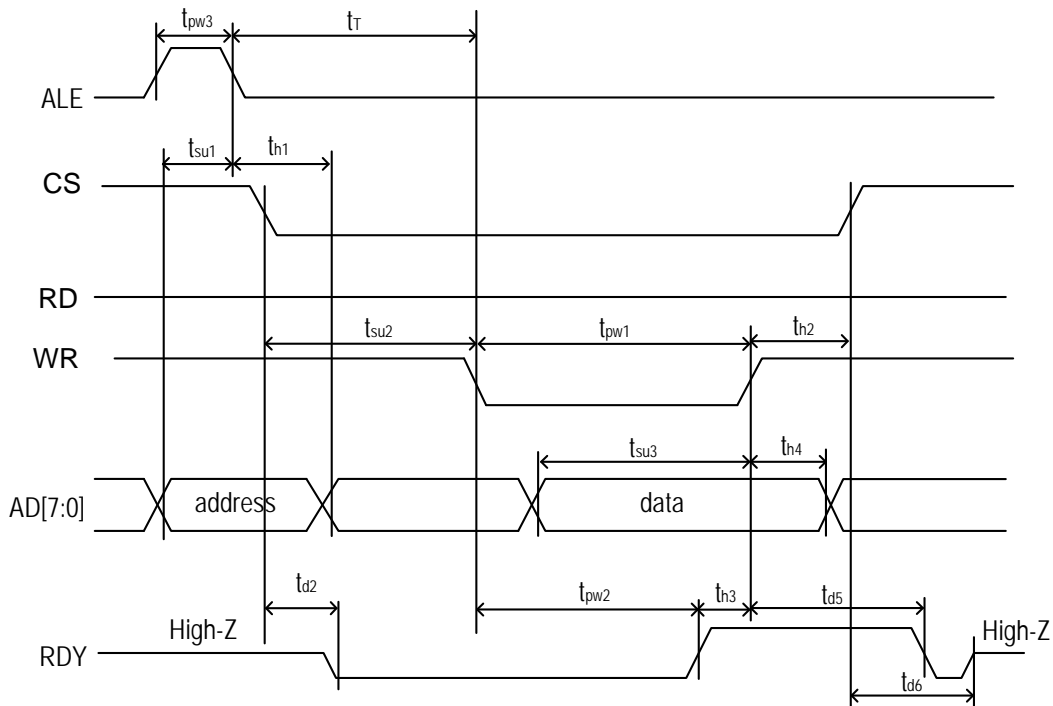 tpw3 tT
ALE
tsu1 th1
CS
RD
tsu2 tpw1 th2
WR
tsu3 th4
AD[7:0] address data
td2 tpw2 th3 td5
High-Z High-Z
RDY
td6